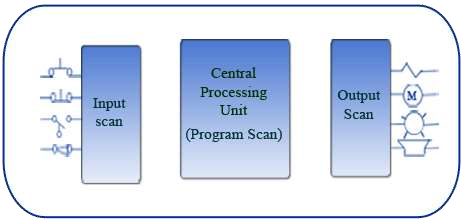 Input
scan
Central
Processing
Unit
(Program Scan)
Output
Scan
M